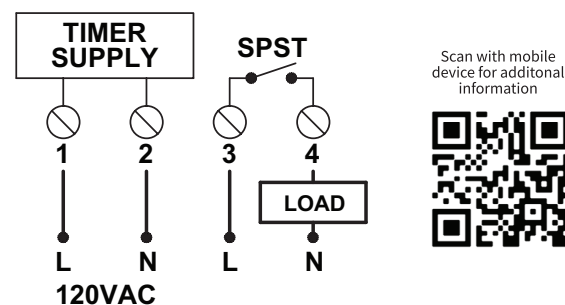 TIMER
SUPPLY
SPST
1 2 3 4
LOAD
L N L N
120VAC
Scan with mobile
device for additonal
information